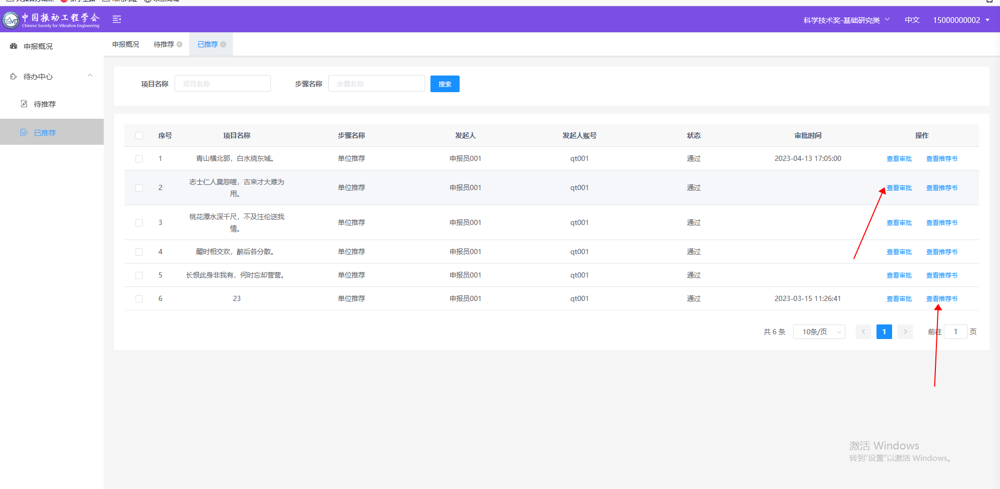 中国振动工程学会
Chinese Society for Vibration Engineering
科学技术奖-基础研究类
中文
15000000002
申报概况
待办中心
待推荐
已推荐
申报概况
待推荐
已推荐
项目名称
项目名称
步骤名称
步骤名称
搜索
序号 项目名称 步骤名称 发起人 发起人账号 状态 审批时间 操作
1 青山横北郭，白水绕东城。 单位推荐 申报员001 qt001 通过 2023-04-13 17:05:00 查看审批 查看推荐书
2 志士仁人莫怨嗟，古来才大难为 单位推荐 申报员001 qt001 通过 查看审批 查看推荐书
用。
3 桃花潭水深千尺，不及汪伦送我 单位推荐 申报员001 qt001 通过 查看审批 查看推荐书
情。
4 醒时相交欢，醉后各分散。 单位推荐 申报员001 qt001 通过 查看审批 查看推荐书
5 长恨此身非我有，何时忘却营营。 单位推荐 申报员001 qt001 通过 查看审批 查看推荐书
6 23 单位推荐 申报员001 qt001 通过 2023-03-15 11:26:41 查看审批 查看推荐书
共 6 条 10条/页 1 前往 1 页
激活 Windows
转到"设置"以激活 Windows。